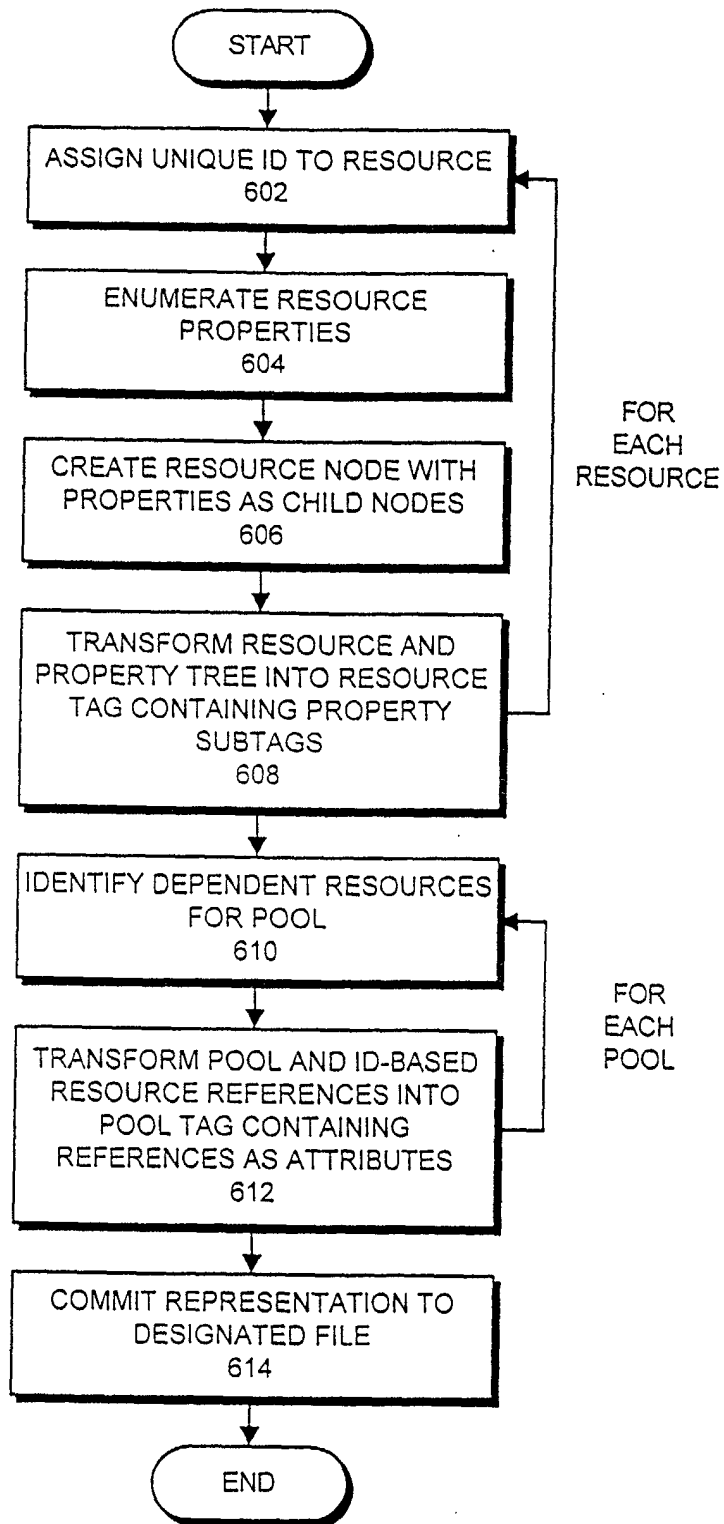 START
ASSIGN UNIQUE ID TO RESOURCE
602
ENUMERATE RESOURCE
PROPERTIES
604
CREATE RESOURCE NODE WITH
PROPERTIES AS CHILD NODES
606
TRANSFORM RESOURCE AND
PROPERTY TREE INTO RESOURCE
TAG CONTAINING PROPERTY
SUBTAGS
608
FOR
EACH
RESOURCE
IDENTIFY DEPENDENT RESOURCES
FOR POOL
610
TRANSFORM POOL AND ID-BASED
RESOURCE REFERENCES INTO
POOL TAG CONTAINING
REFERENCES AS ATTRIBUTES
612
FOR
EACH
POOL
COMMIT REPRESENTATION TO
DESIGNATED FILE
614
END